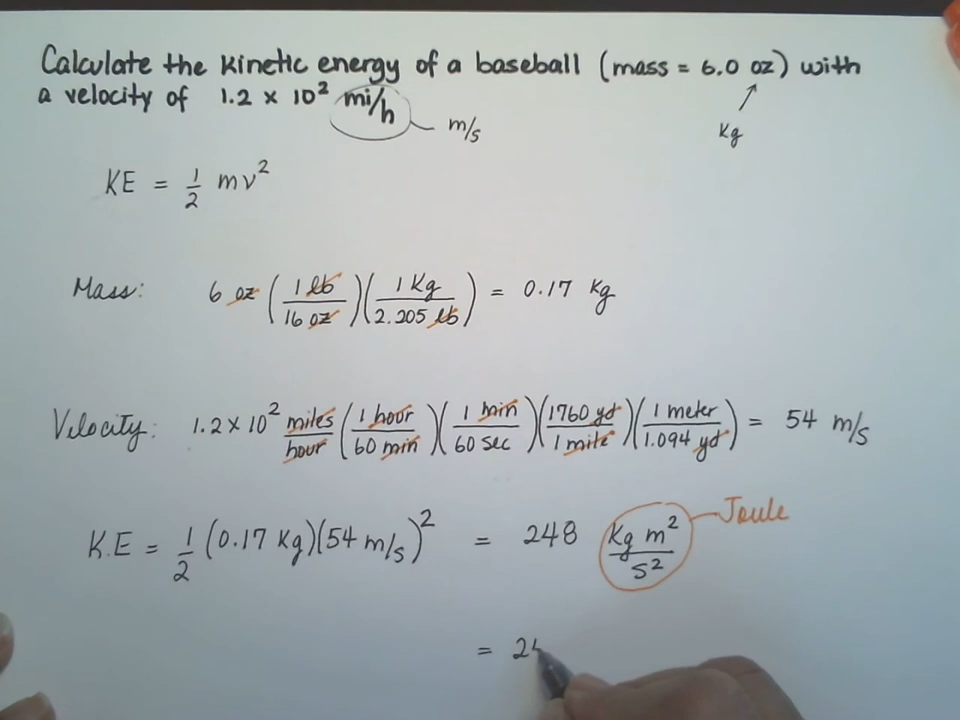 Calculate the kinetic energy of a baseball (mass = 6.0 oz) with
a velocity of 1.2 × 10² mi/h
m/s
Kg
KE = 1/2 mv²
Mass: 6 oz (1 lb / 16 oz)(1 Kg / 2.205 lb) = 0.17 Kg
Velocity: 1.2 × 10² miles/hour (1 hour / 60 min)(1 min / 60 sec)(1760 yd / 1 mile)(1 meter / 1.094 yd) = 54 m/s
K.E = 1/2 (0.17 Kg)(54 m/s)² = 248 Kg m²/s² Joule
= 24